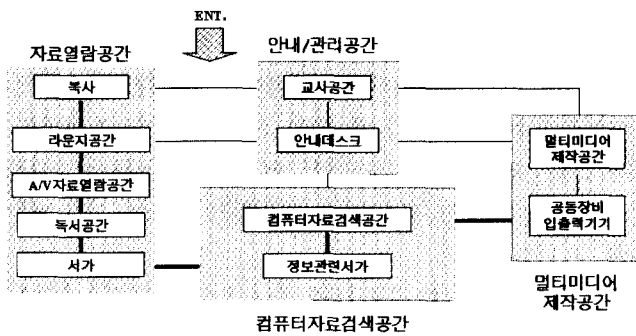 ENT.
자료열람공간
안내/관리공간
복사
교사공간
라운지공간
안내데스크
멀티미디어
제작공간
A/V자료열람공간
공동장비
입출력기기
독서공간
컴퓨터자료검색공간
서가
정보관련서가
멀티미디어
제작공간
컴퓨터자료검색공간